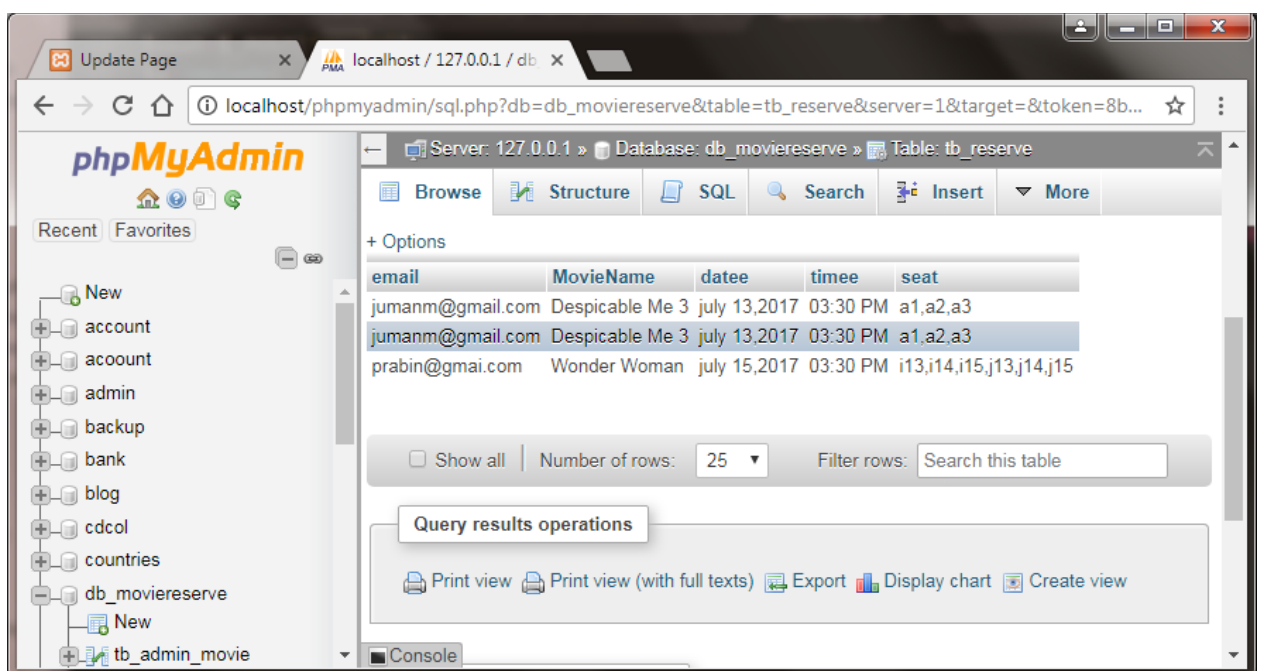 Update Page
localhost / 127.0.0.1 / db
localhost/phpmyadmin/sql.php?db=db_moviereserve&table=tb_reserve&server=1&target=&token=8b...
phpMyAdmin
Recent Favorites
New
account
acoount
admin
backup
bank
blog
cdcol
countries
db_moviereserve
New
tb_admin_movie
Server: 127.0.0.1 » Database: db_moviereserve » Table: tb_reserve
Browse Structure SQL Search Insert More
+ Options
email MovieName datee timee seat
jumanm@gmail.com Despicable Me 3 july 13,2017 03:30 PM a1,a2,a3
jumanm@gmail.com Despicable Me 3 july 13,2017 03:30 PM a1,a2,a3
prabin@gmai.com Wonder Woman july 15,2017 03:30 PM i13,i14,i15,j13,j14,j15
Show all Number of rows: 25 Filter rows: Search this table
Query results operations
Print view Print view (with full texts) Export Display chart Create view
Console